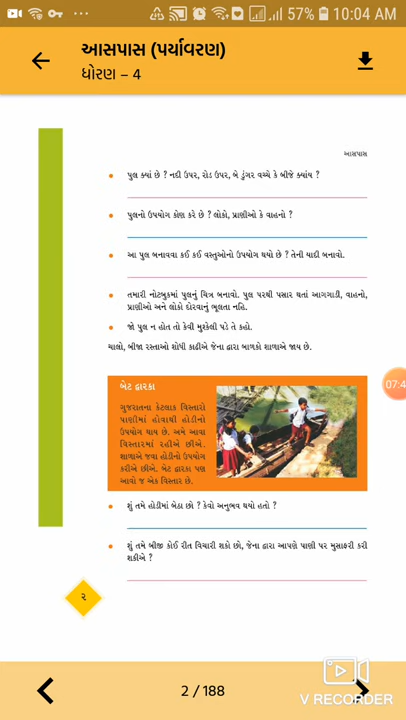 57% 10:04 AM
આસપાસ (પર્યાવરણ)
ધોરણ – 4
આસપાસ
પુલ ક્યાં છે ? નદી ઉપર, રોડ ઉપર, બે ડુંગર વચ્ચે કે બીજે ક્યાંય ?
પુલનો ઉપયોગ કોણ કરે છે ? લોકો, પ્રાણીઓ કે વાહનો ?
આ પુલ બનાવવા કઈ કઈ વસ્તુઓનો ઉપયોગ થયો છે ? તેની યાદી બનાવો.
તમારી નોટબુકમાં પુલનું ચિત્ર બનાવો. પુલ પરથી પસાર થતાં આગગાડી, વાહનો,
પ્રાણીઓ અને લોકો દોરવાનું ભૂલતા નહિ.
જો પુલ ન હોત તો કેવી મુશ્કેલી પડે તે કહો.
ચાલો, બીજા રસ્તાઓ શોધી કાઢીએ જેના દ્વારા બાળકો શાળાએ જાય છે.
બેટ દ્વારકા
ગુજરાતના કેટલાક વિસ્તારો
પાણીમાં હોવાથી હોડીનો
ઉપયોગ થાય છે. અમે આવા
વિસ્તારમાં રહીએ છીએ.
શાળાએ જવા હોડીનો ઉપયોગ
કરીએ છીએ. બેટ દ્વારકા પણ
આવો જ એક વિસ્તાર છે.
07:4
શું તમે હોડીમાં બેઠા છો ? કેવો અનુભવ થયો હતો ?
શું તમે બીજી કોઈ રીત વિચારી શકો છો, જેના દ્વારા આપણે પાણી પર મુસાફરી કરી
શકીએ ?
૨
2 / 188
V RECORDER